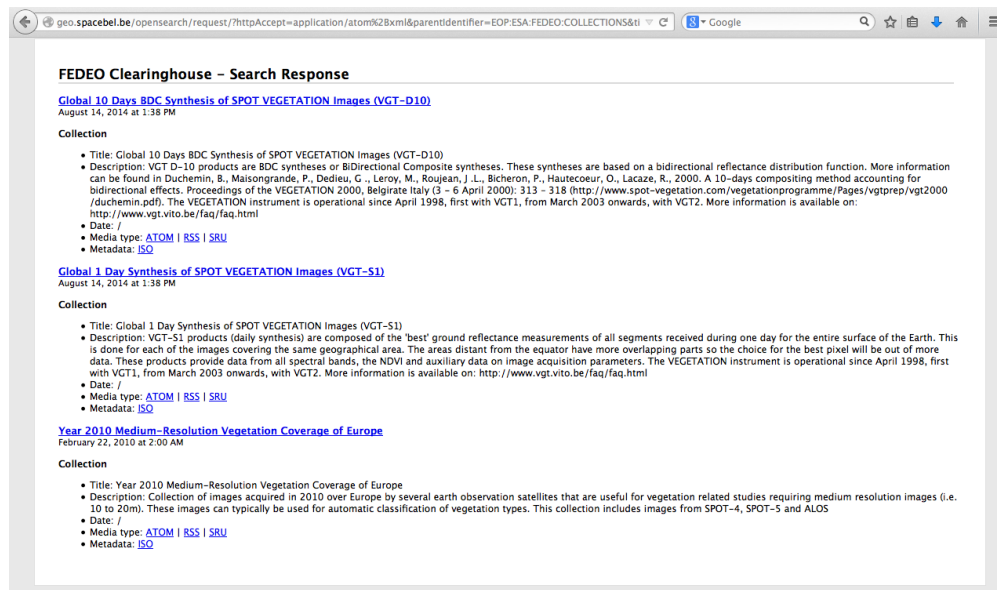 geo.spacebel.be/opensearch/request/?httpAccept=application/atom%2Bxml&parentIdentifier=EOP:ESA:FEDEO:COLLECTIONS&ti
Google
FEDEO Clearinghouse – Search Response
Global 10 Days BDC Synthesis of SPOT VEGETATION Images (VGT-D10)
August 14, 2014 at 1:38 PM
Collection
• Title: Global 10 Days BDC Synthesis of SPOT VEGETATION Images (VGT-D10)
• Description: VGT D-10 products are BDC syntheses or BiDirectional Composite syntheses. These syntheses are based on a bidirectional reflectance distribution function. More information
can be found in Duchemin, B., Maisongrande, P., Dedieu, G ., Leroy, M., Roujean, J .L., Bicheron, P., Hautecoeur, O., Lacaze, R., 2000. A 10-days compositing method accounting for
bidirectional effects. Proceedings of the VEGETATION 2000, Belgirate Italy (3 - 6 April 2000): 313 - 318 (http://www.spot-vegetation.com/vegetationprogramme/Pages/vgtprep/vgt2000
/duchemin.pdf). The VEGETATION instrument is operational since April 1998, first with VGT1, from March 2003 onwards, with VGT2. More information is available on:
http://www.vgt.vito.be/faq/faq.html
• Date: /
• Media type: ATOM | RSS | SRU
• Metadata: ISO
Global 1 Day Synthesis of SPOT VEGETATION Images (VGT-S1)
August 14, 2014 at 1:38 PM
Collection
• Title: Global 1 Day Synthesis of SPOT VEGETATION Images (VGT-S1)
• Description: VGT-S1 products (daily synthesis) are composed of the 'best' ground reflectance measurements of all segments received during one day for the entire surface of the Earth. This
is done for each of the images covering the same geographical area. The areas distant from the equator have more overlapping parts so the choice for the best pixel will be out of more
data. These products provide data from all spectral bands, the NDVI and auxiliary data on image acquisition parameters. The VEGETATION instrument is operational since April 1998, first
with VGT1, from March 2003 onwards, with VGT2. More information is available on: http://www.vgt.vito.be/faq/faq.html
• Date: /
• Media type: ATOM | RSS | SRU
• Metadata: ISO
Year 2010 Medium-Resolution Vegetation Coverage of Europe
February 22, 2010 at 2:00 AM
Collection
• Title: Year 2010 Medium-Resolution Vegetation Coverage of Europe
• Description: Collection of images acquired in 2010 over Europe by several earth observation satellites that are useful for vegetation related studies requiring medium resolution images (i.e.
10 to 20m). These images can typically be used for automatic classification of vegetation types. This collection includes images from SPOT-4, SPOT-5 and ALOS
• Date: /
• Media type: ATOM | RSS | SRU
• Metadata: ISO